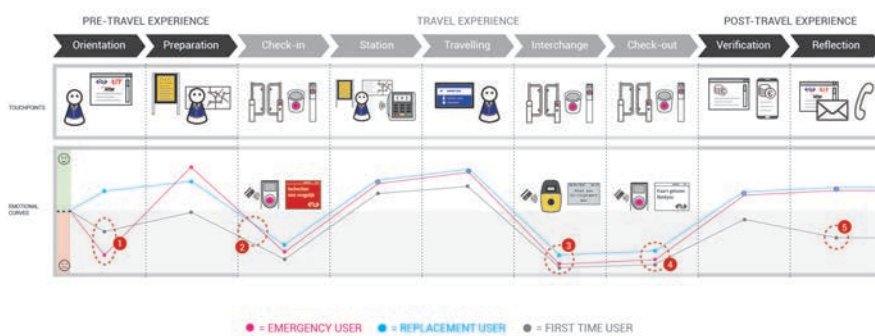 PRE-TRAVEL EXPERIENCE
TRAVEL EXPERIENCE
POST-TRAVEL EXPERIENCE
Orientation
Preparation
Check-in
Station
Travelling
Interchange
Check-out
Verification
Reflection
TOUCHPOINTS
EMOTIONAL
CURVES
1
2
3
4
5
= EMERGENCY USER
= REPLACEMENT USER
= FIRST TIME USER